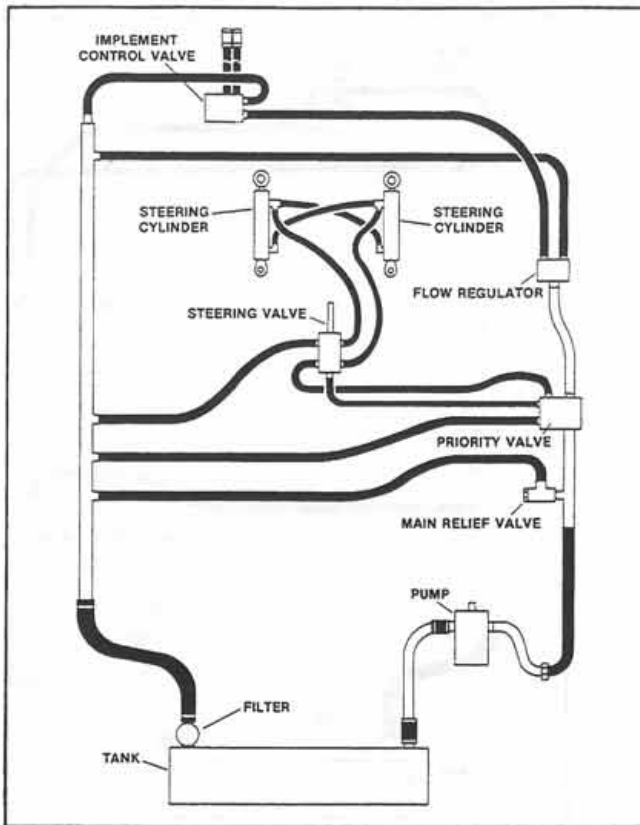 IMPLEMENT
CONTROL VALVE
STEERING
CYLINDER
STEERING
CYLINDER
FLOW REGULATOR
STEERING VALVE
PRIORITY VALVE
MAIN RELIEF VALVE
PUMP
FILTER
TANK